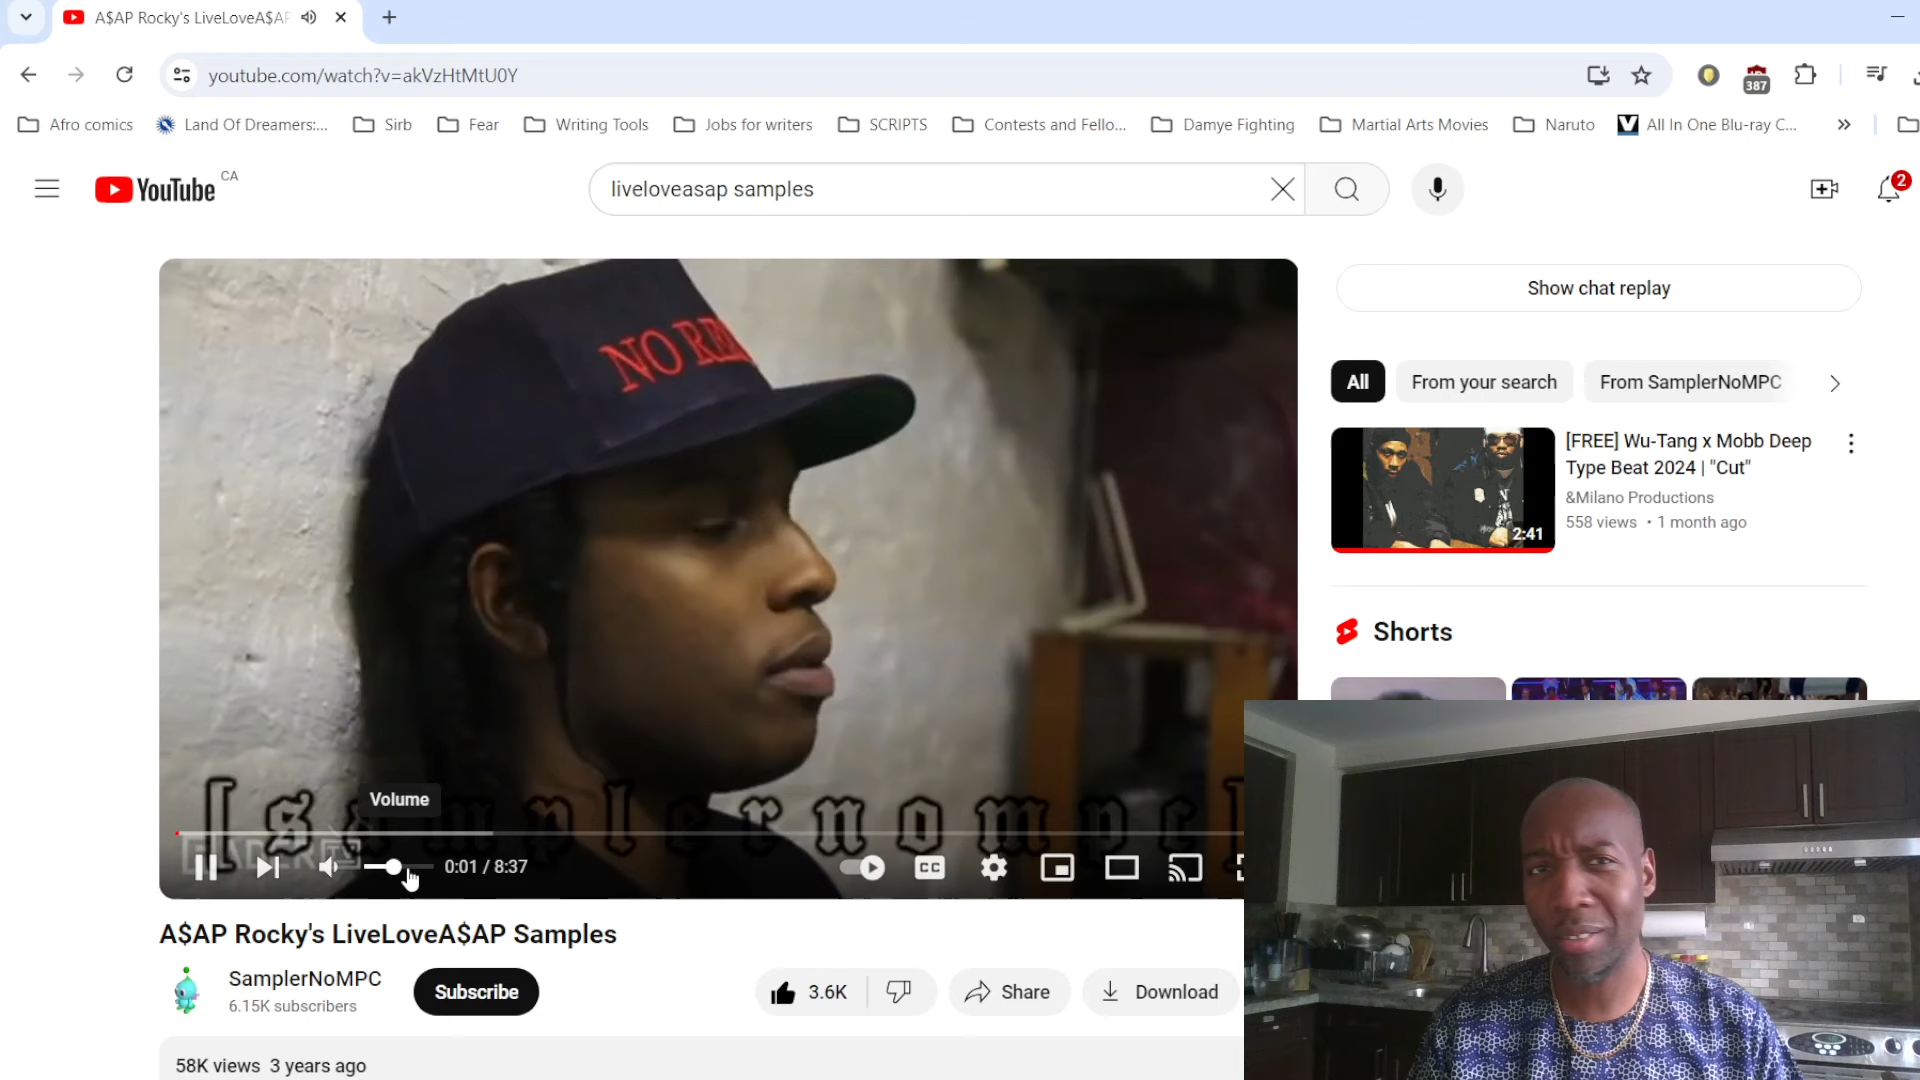 A$AP Rocky's LiveLoveA$AP
youtube.com/watch?v=akVzHtMtU0Y
387
Afro comics
Land Of Dreamers:...
Sirb
Fear
Writing Tools
Jobs for writers
SCRIPTS
Contests and Fello...
Damye Fighting
Martial Arts Movies
Naruto
All In One Blu-ray C...
YouTube CA
liveloveasap samples
2
NO RE
Show chat replay
All
From your search
From SamplerNoMPC
[FREE] Wu-Tang x Mobb Deep
Type Beat 2024 | "Cut"
&Milano Productions
558 views • 1 month ago
2:41
Shorts
Volume
[samplernompc]
0:01 / 8:37
CC
A$AP Rocky's LiveLoveA$AP Samples
SamplerNoMPC
6.15K subscribers
Subscribe
3.6K
Share
Download
58K views 3 years ago